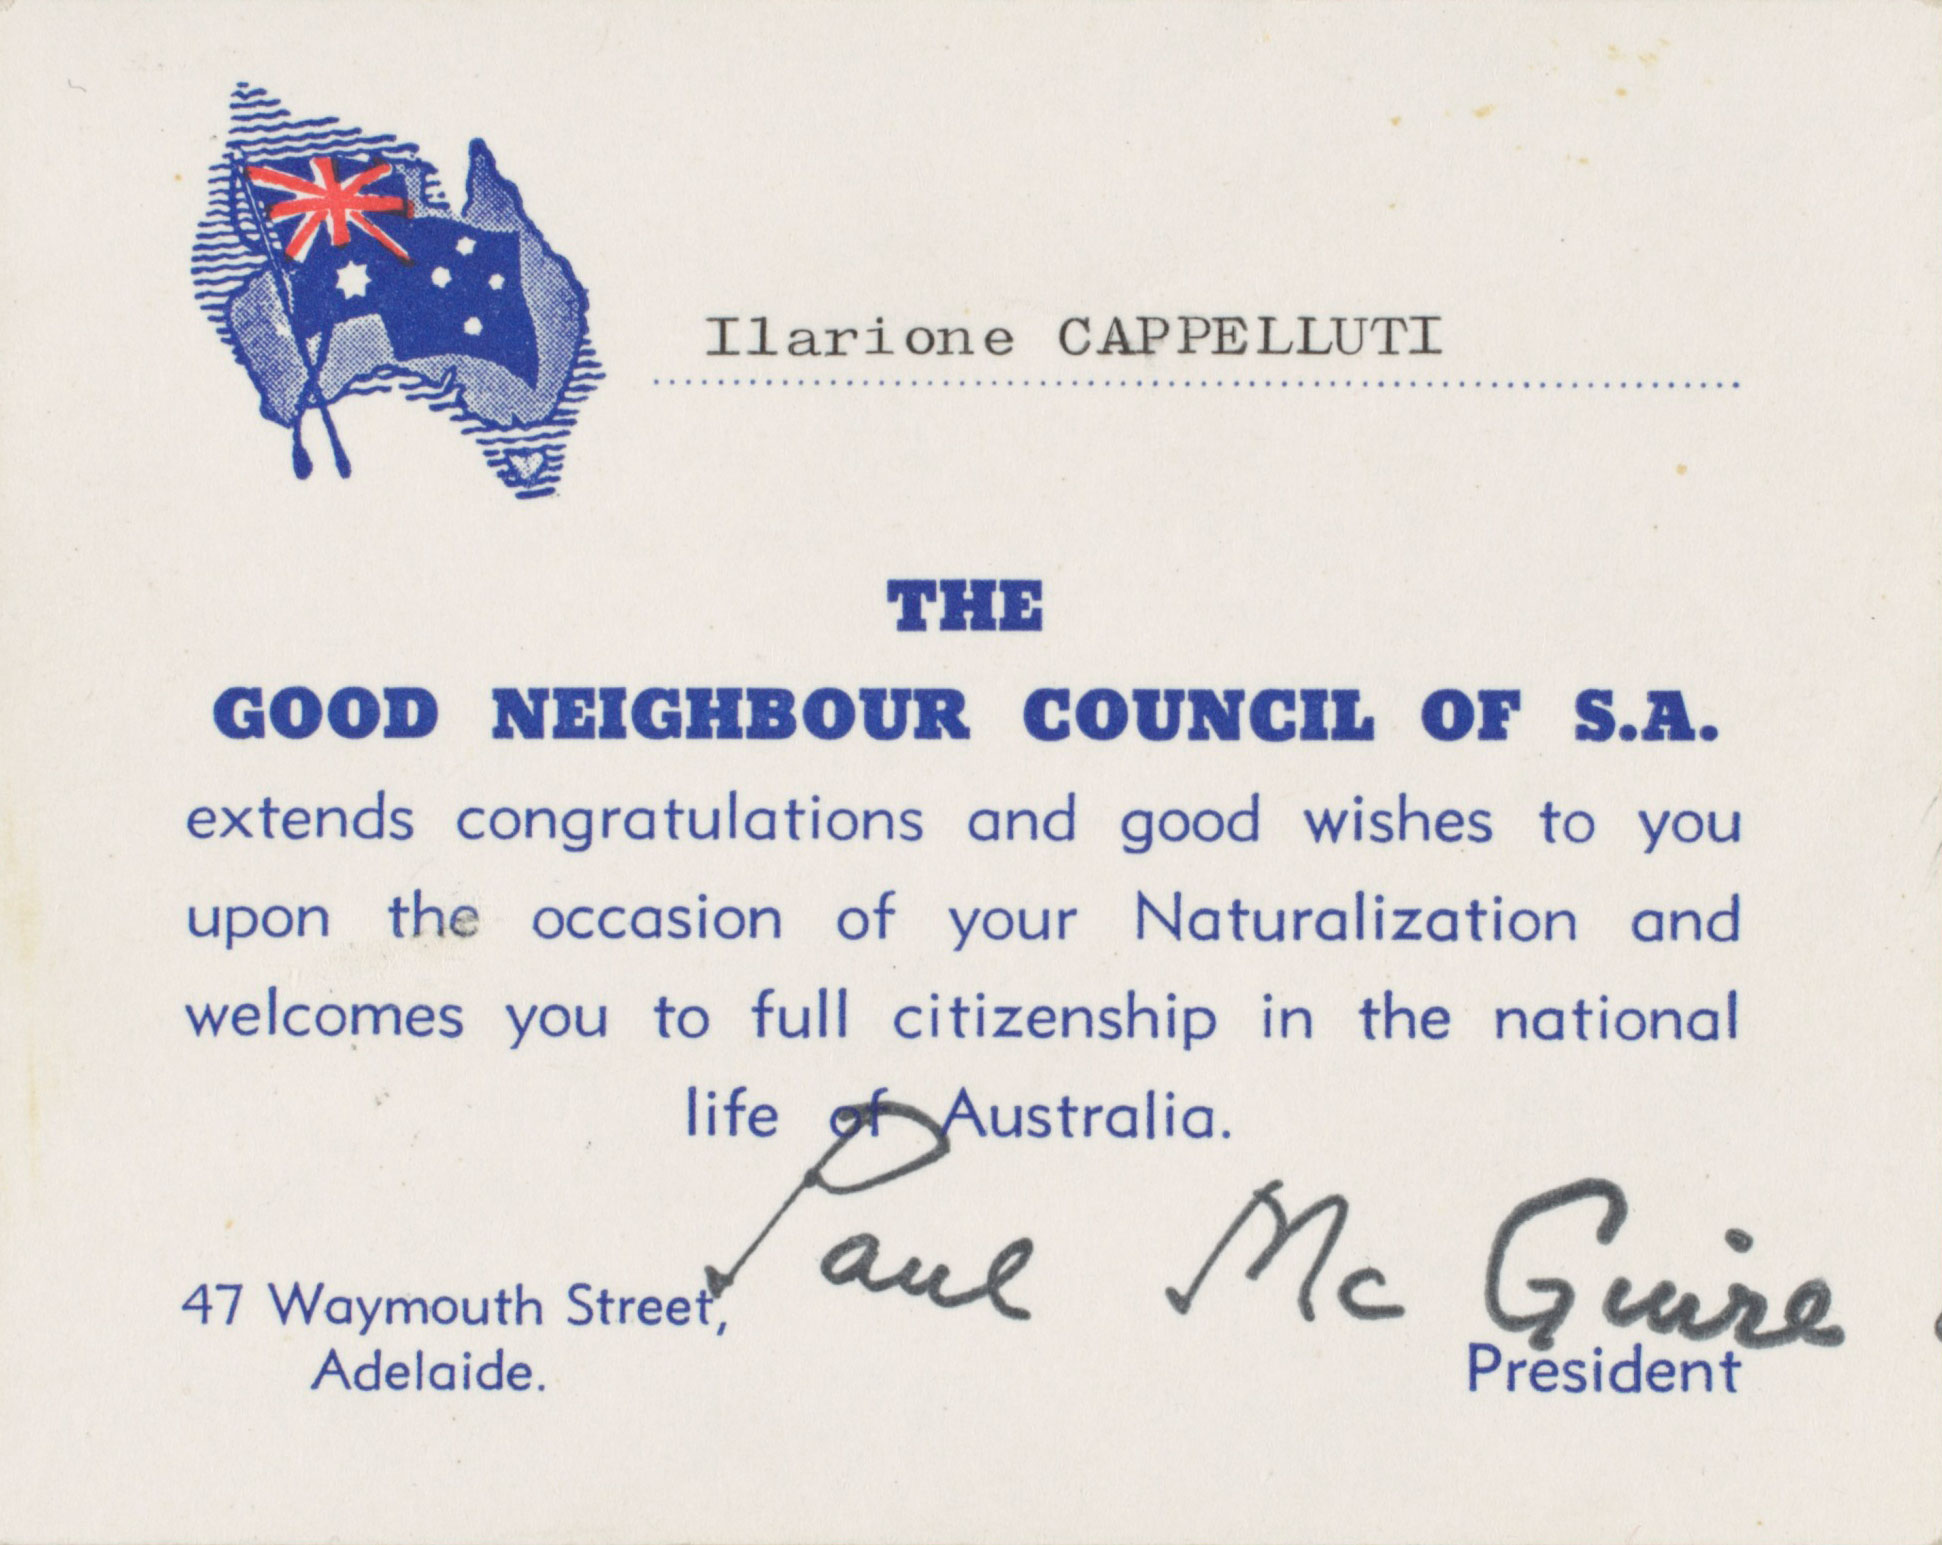 Ilarione CAPPELLUTI
THE
GOOD NEIGHBOUR COUNCIL OF S.A.
extends congratulations and good wishes to you
upon the occasion of your Naturalization and
welcomes you to full citizenship in the national
life of Australia.
Paul McGuire
47 Waymouth Street,
Adelaide.
President